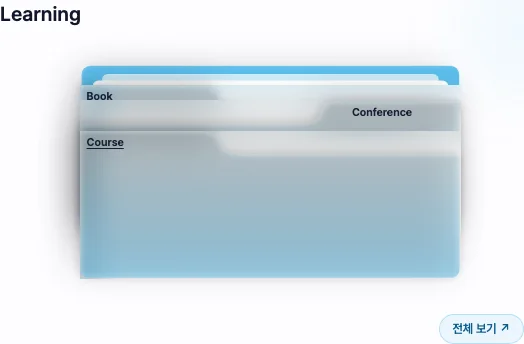 Learning
Book
Conference
Course
전체 보기 ↗